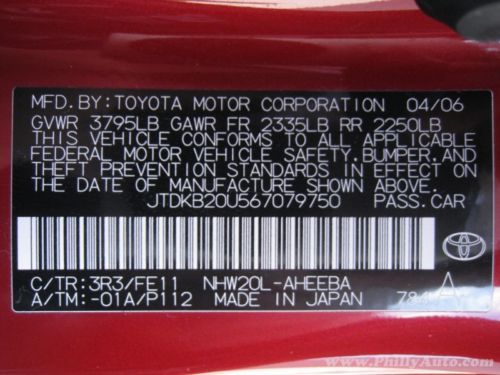 MFD.BY:TOYOTA MOTOR CORPORATION 04/06
GVWR 3795LB GAWR FR 2335LB RR 2250LB
THIS VEHICLE CONFORMS TO ALL APPLICABLE
FEDERAL MOTOR VEHICLE SAFETY.BUMPER.AND
THEFT PREVENTION STANDARDS IN EFFECT ON
THE DATE OF MANUFACTURE SHOWN ABOVE.
JTDKB20U567079750 PASS.CAR
TOYOTA
C/TR:3R3/FE11 NHW20L-AHEEBA
A/TM:-01A/P112 MADE IN JAPAN
www.PhillyAuto.com